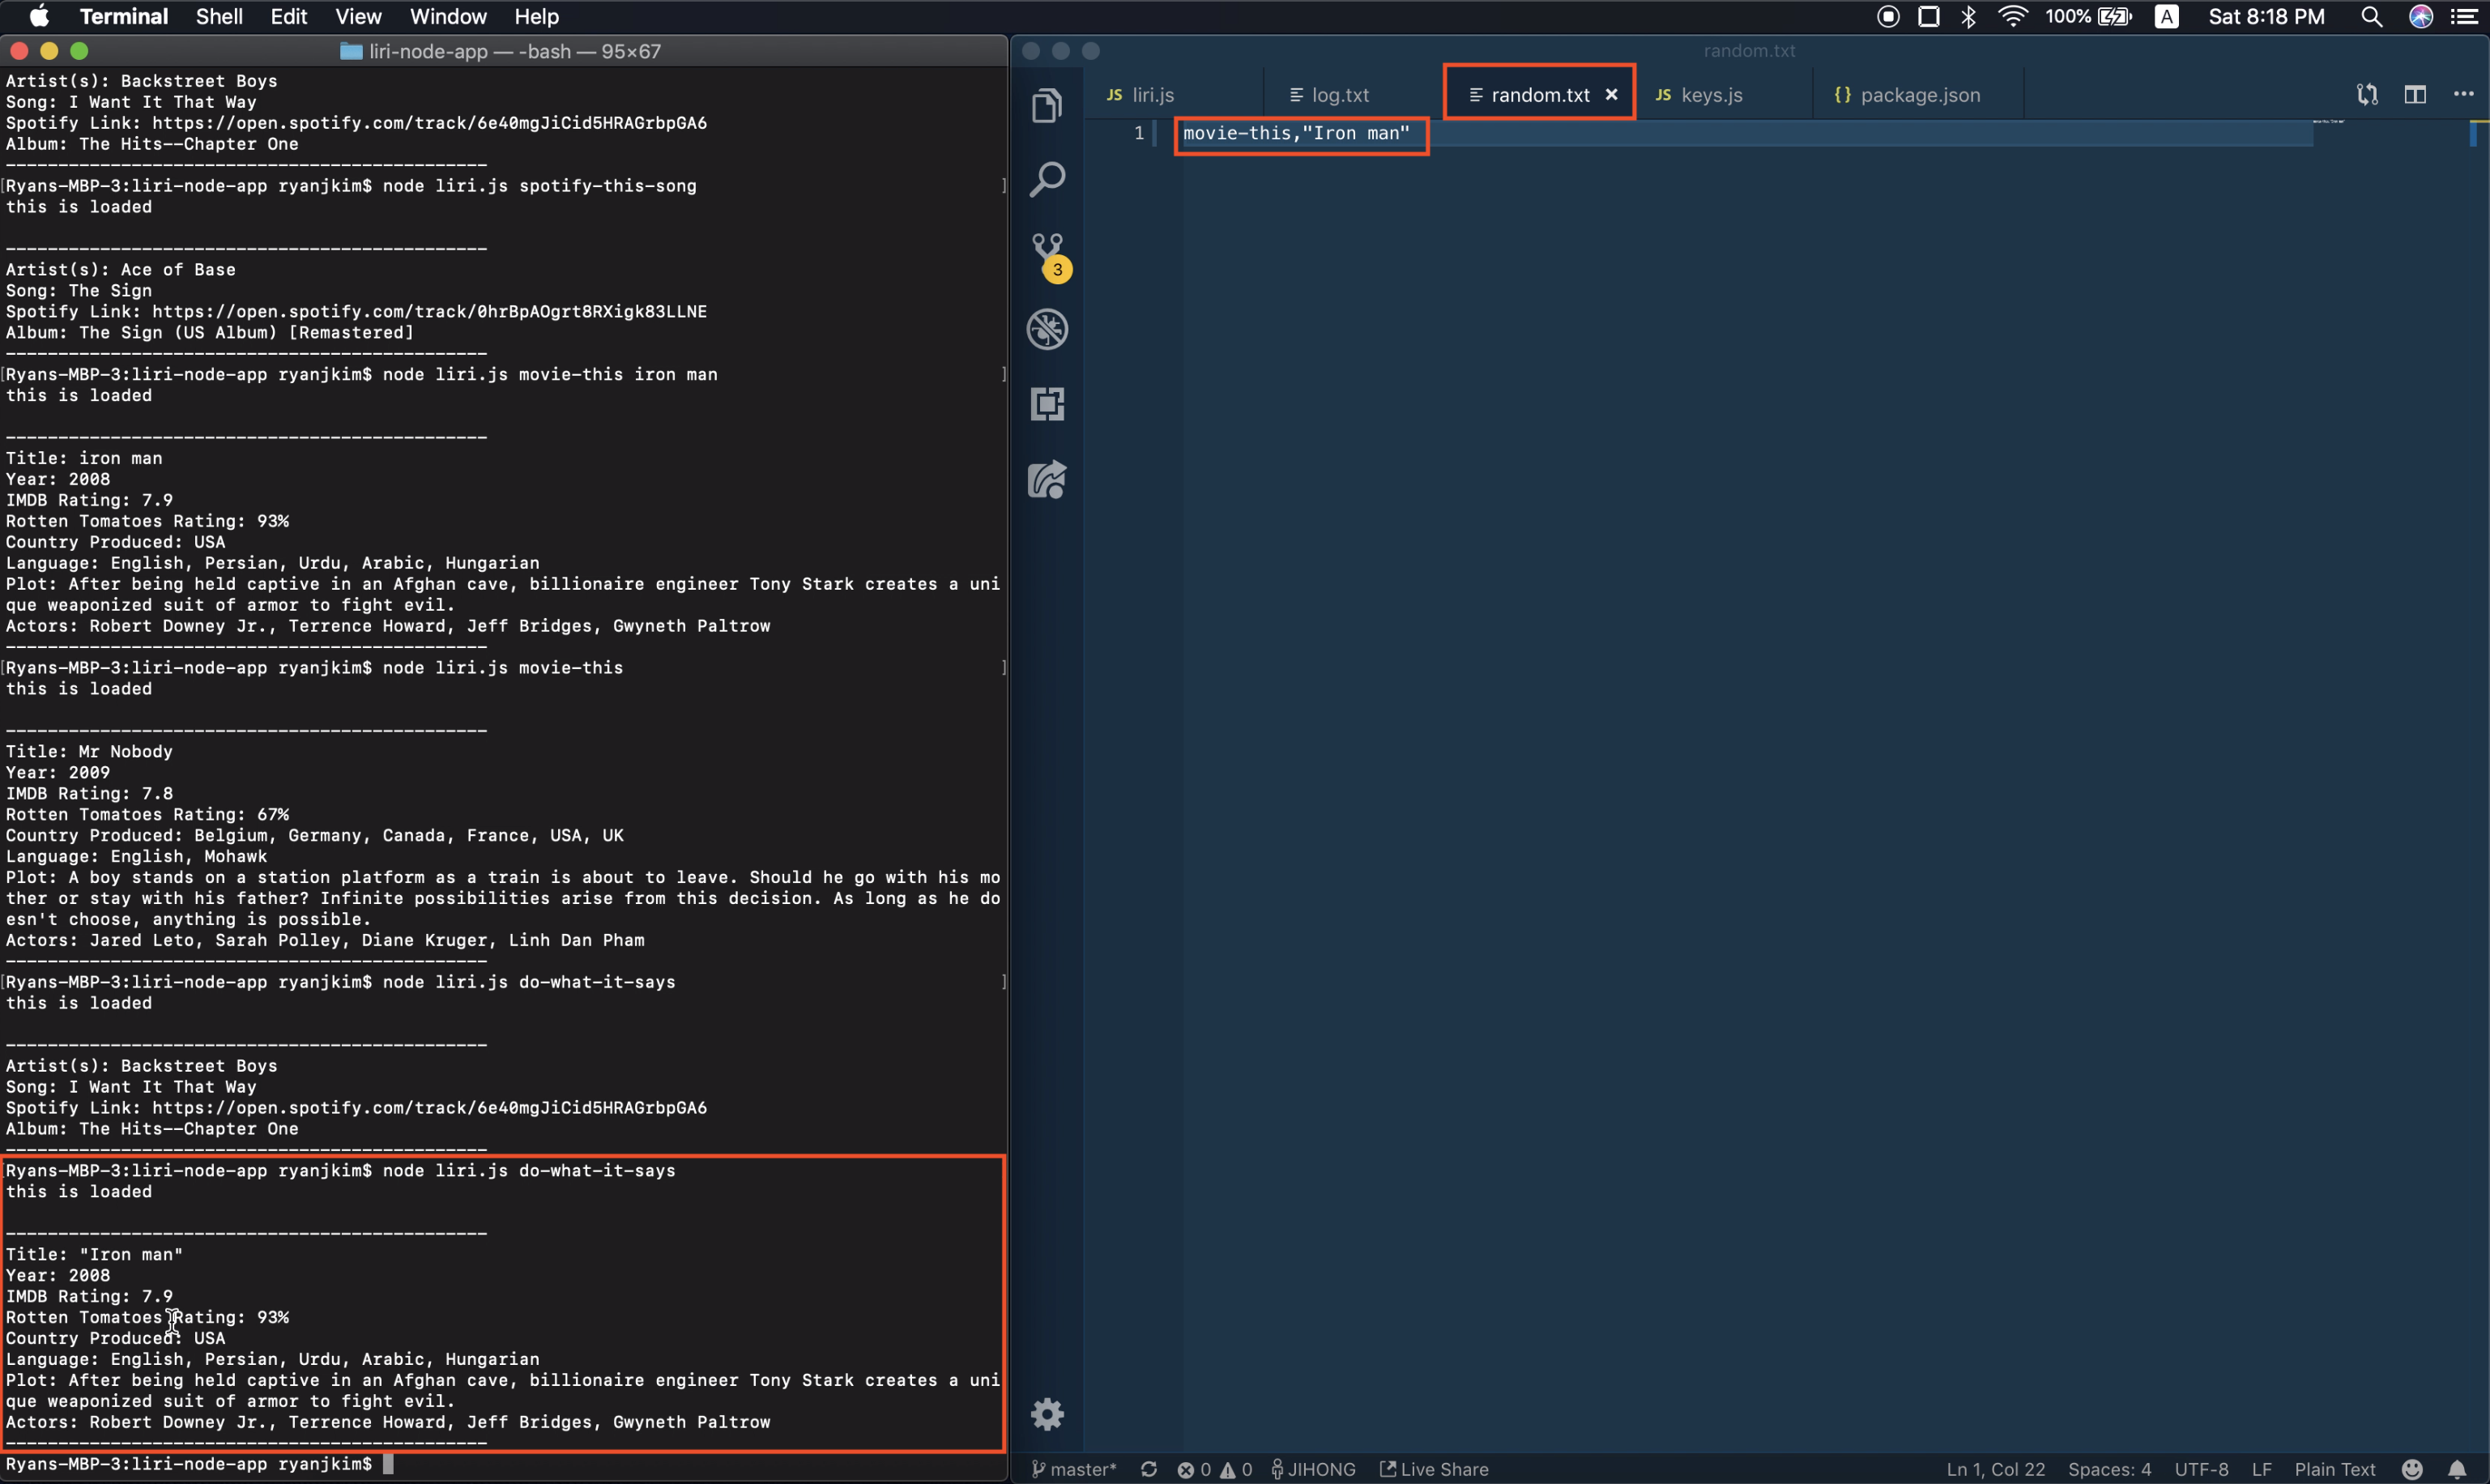 Terminal Shell Edit View Window Help 100% A Sat 8:18 PM
liri-node-app — -bash — 95×67
Artist(s): Backstreet Boys
Song: I Want It That Way
Spotify Link: https://open.spotify.com/track/6e40mgJiCid5HRAGrbpGA6
Album: The Hits--Chapter One
----------------------------------------------
[Ryans-MBP-3:liri-node-app ryanjkim$ node liri.js spotify-this-song ]
this is loaded
----------------------------------------------
Artist(s): Ace of Base
Song: The Sign
Spotify Link: https://open.spotify.com/track/0hrBpAOgrt8RXigk83LLNE
Album: The Sign (US Album) [Remastered]
----------------------------------------------
[Ryans-MBP-3:liri-node-app ryanjkim$ node liri.js movie-this iron man ]
this is loaded
----------------------------------------------
Title: iron man
Year: 2008
IMDB Rating: 7.9
Rotten Tomatoes Rating: 93%
Country Produced: USA
Language: English, Persian, Urdu, Arabic, Hungarian
Plot: After being held captive in an Afghan cave, billionaire engineer Tony Stark creates a uni
que weaponized suit of armor to fight evil.
Actors: Robert Downey Jr., Terrence Howard, Jeff Bridges, Gwyneth Paltrow
----------------------------------------------
[Ryans-MBP-3:liri-node-app ryanjkim$ node liri.js movie-this ]
this is loaded
----------------------------------------------
Title: Mr Nobody
Year: 2009
IMDB Rating: 7.8
Rotten Tomatoes Rating: 67%
Country Produced: Belgium, Germany, Canada, France, USA, UK
Language: English, Mohawk
Plot: A boy stands on a station platform as a train is about to leave. Should he go with his mo
ther or stay with his father? Infinite possibilities arise from this decision. As long as he do
esn't choose, anything is possible.
Actors: Jared Leto, Sarah Polley, Diane Kruger, Linh Dan Pham
----------------------------------------------
[Ryans-MBP-3:liri-node-app ryanjkim$ node liri.js do-what-it-says ]
this is loaded
----------------------------------------------
Artist(s): Backstreet Boys
Song: I Want It That Way
Spotify Link: https://open.spotify.com/track/6e40mgJiCid5HRAGrbpGA6
Album: The Hits--Chapter One
----------------------------------------------
Ryans-MBP-3:liri-node-app ryanjkim$ node liri.js do-what-it-says
this is loaded
----------------------------------------------
Title: "Iron man"
Year: 2008
IMDB Rating: 7.9
Rotten Tomatoes Rating: 93%
Country Produced: USA
Language: English, Persian, Urdu, Arabic, Hungarian
Plot: After being held captive in an Afghan cave, billionaire engineer Tony Stark creates a uni
que weaponized suit of armor to fight evil.
Actors: Robert Downey Jr., Terrence Howard, Jeff Bridges, Gwyneth Paltrow
----------------------------------------------
Ryans-MBP-3:liri-node-app ryanjkim$
random.txt
JS liri.js log.txt random.txt × JS keys.js {} package.json
1 movie-this,"Iron man"
3
master* 0 0 JIHONG Live Share Ln 1, Col 22 Spaces: 4 UTF-8 LF Plain Text